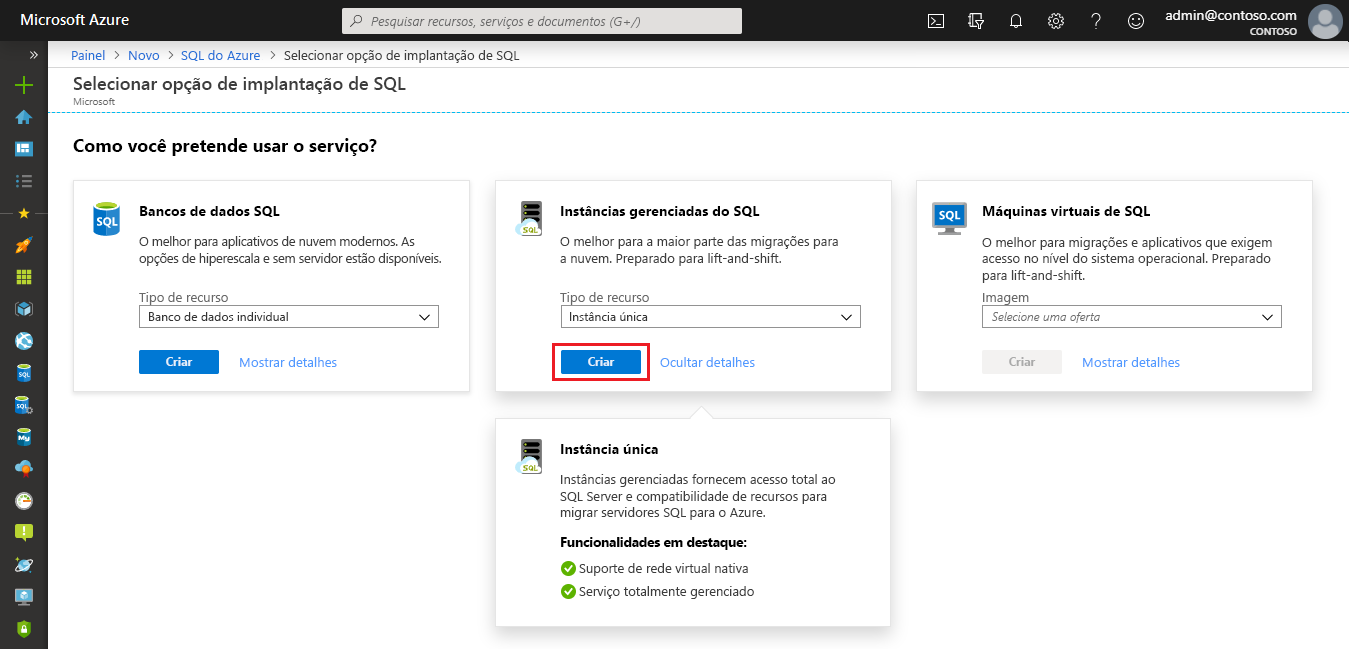 Microsoft Azure
Pesquisar recursos, serviços e documentos (G+/)
admin@contoso.com
CONTOSO
Painel > Novo > SQL do Azure > Selecionar opção de implantação de SQL
Selecionar opção de implantação de SQL
Microsoft
Como você pretende usar o serviço?
SQL
Bancos de dados SQL
O melhor para aplicativos de nuvem modernos. As
opções de hiperescala e sem servidor estão disponíveis.
Tipo de recurso
Banco de dados individual
Criar
Mostrar detalhes
SQL
Instâncias gerenciadas do SQL
O melhor para a maior parte das migrações para
a nuvem. Preparado para lift-and-shift.
Tipo de recurso
Instância única
Criar
Ocultar detalhes
SQL
Máquinas virtuais de SQL
O melhor para migrações e aplicativos que exigem
acesso no nível do sistema operacional. Preparado
para lift-and-shift.
Imagem
Selecione uma oferta
Criar
Mostrar detalhes
SQL
Instância única
Instâncias gerenciadas fornecem acesso total ao
SQL Server e compatibilidade de recursos para
migrar servidores SQL para o Azure.
Funcionalidades em destaque:
Suporte de rede virtual nativa
Serviço totalmente gerenciado
SQL
SQL
My